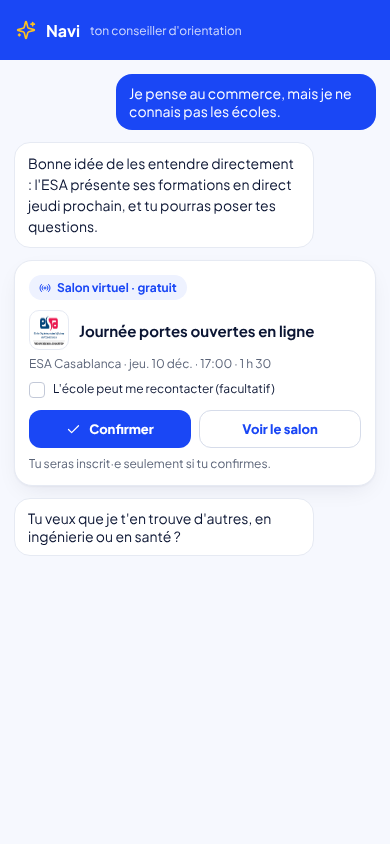 Navi ton conseiller d'orientation
Je pense au commerce, mais je ne
connais pas les écoles.
Bonne idée de les entendre directement
: l'ESA présente ses formations en direct
jeudi prochain, et tu pourras poser tes
questions.
Salon virtuel · gratuit
esa
Journée portes ouvertes en ligne
ESA Casablanca · jeu. 10 déc. · 17:00 · 1 h 30
L'école peut me recontacter (facultatif)
Confirmer
Voir le salon
Tu seras inscrit·e seulement si tu confirmes.
Tu veux que je t'en trouve d'autres, en
ingénierie ou en santé ?